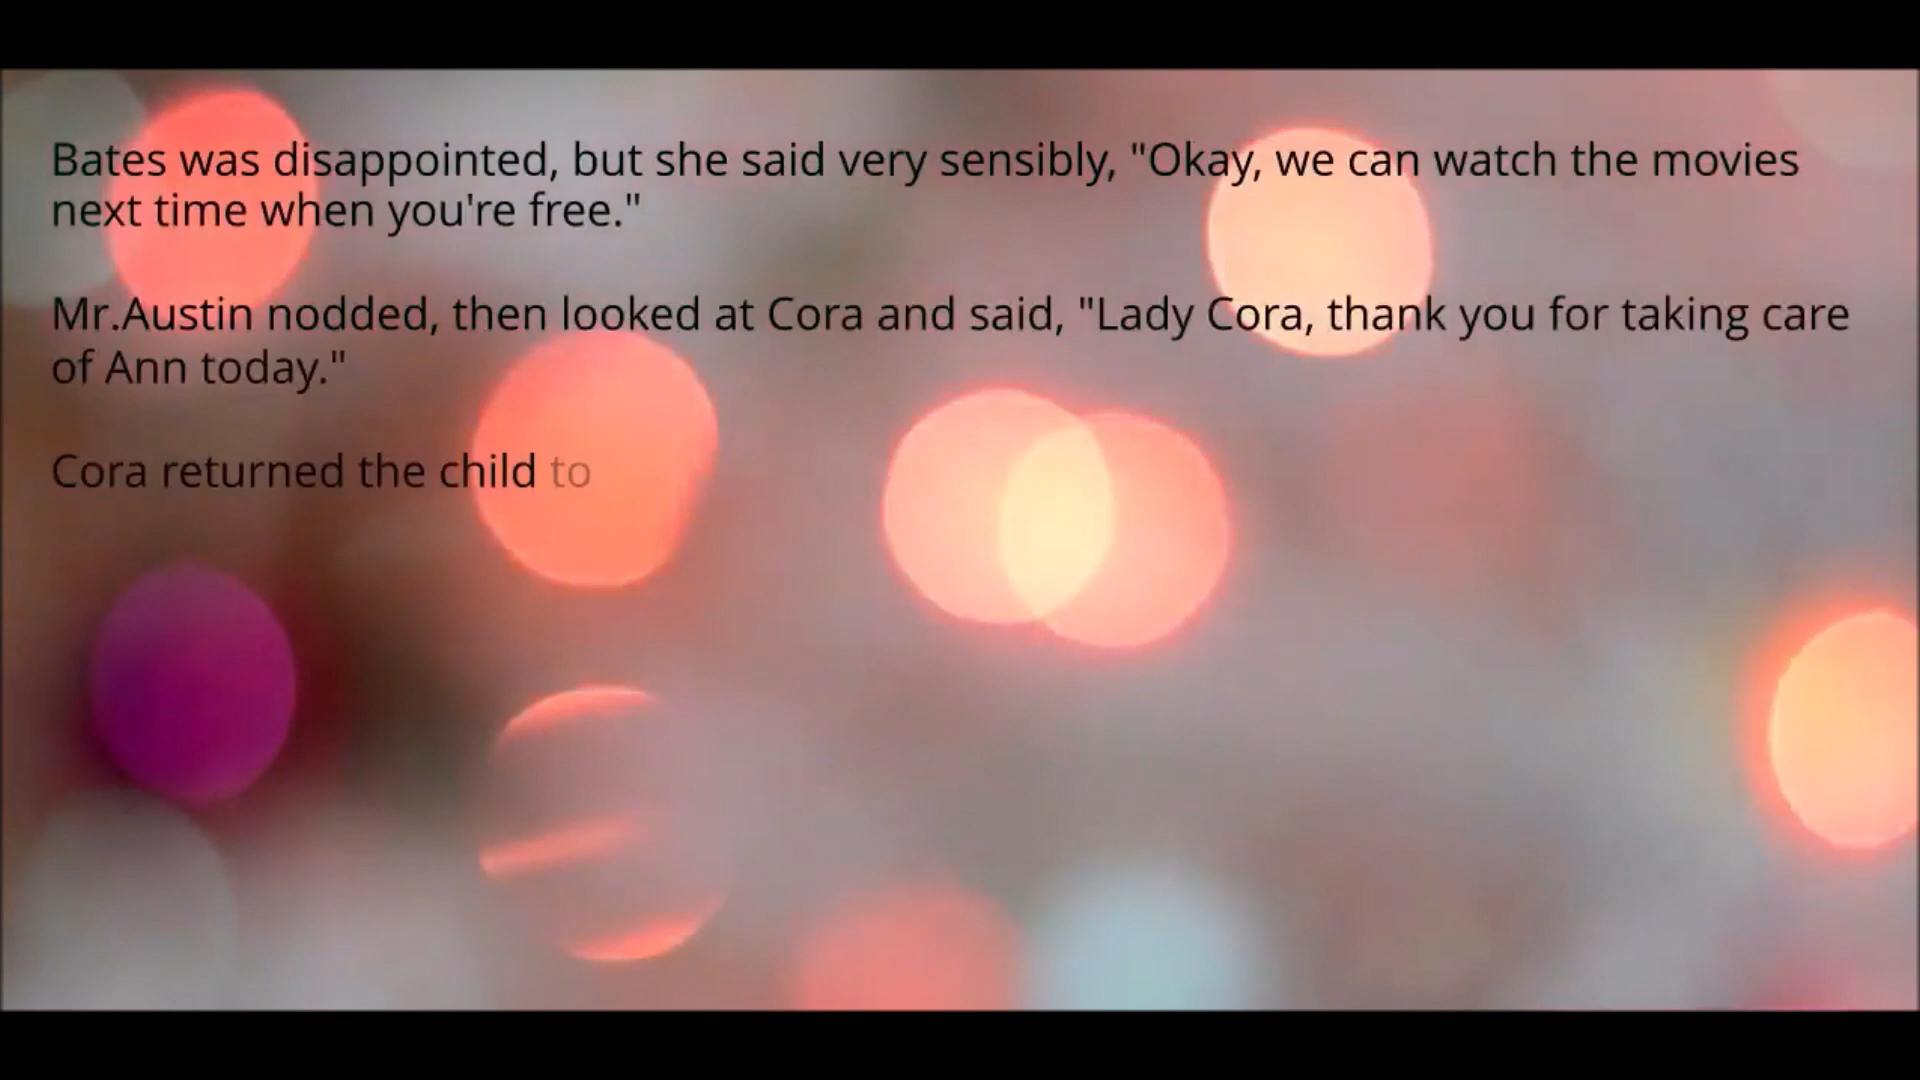 Bates was disappointed, but she said very sensibly, "Okay, we can watch the movies
next time when you're free."
Mr.Austin nodded, then looked at Cora and said, "Lady Cora, thank you for taking care
of Ann today."
Cora returned the child to